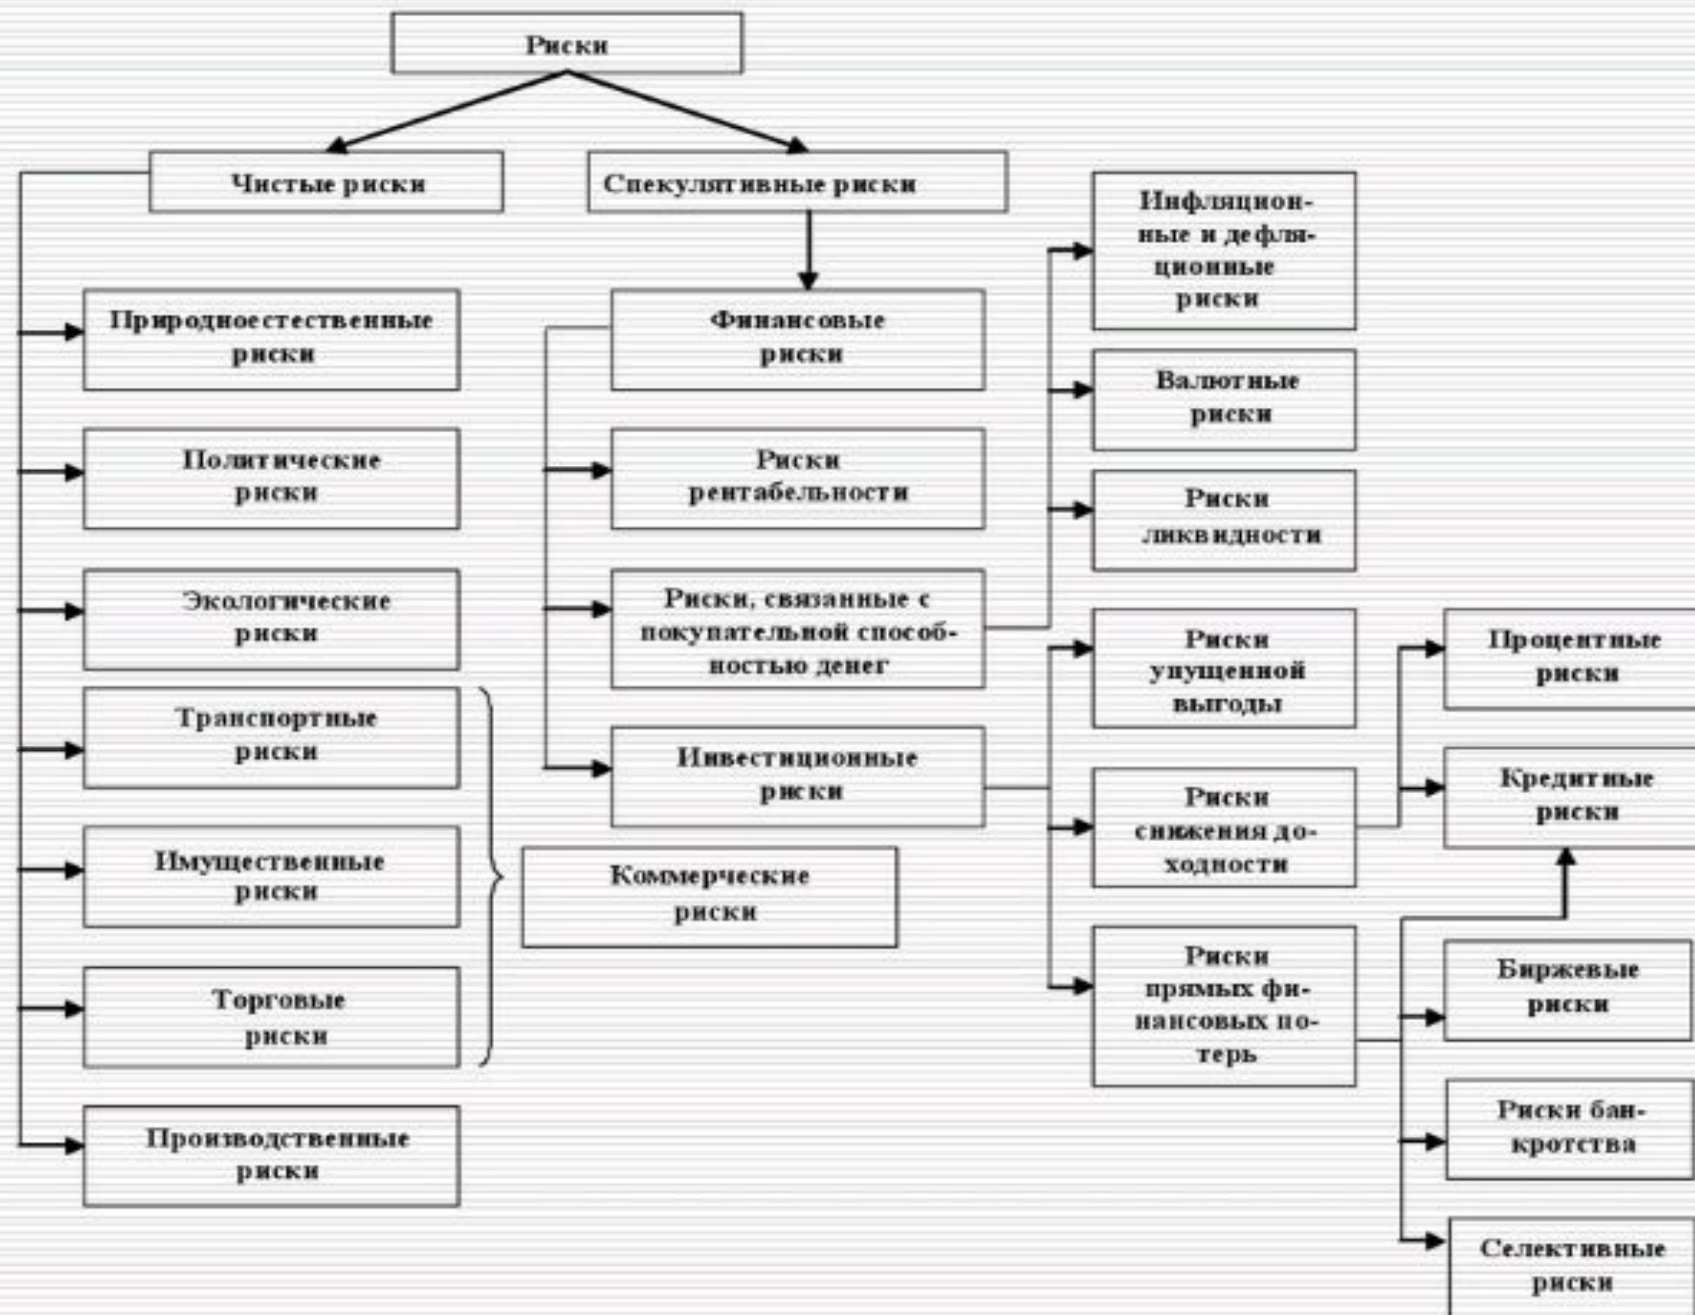 Риски
Чистые риски
Спекулятивные риски
Природноестественные
риски
Политические
риски
Экологические
риски
Транспортные
риски
Имущественные
риски
Торговые
риски
Производственные
риски
Коммерческие
риски
Финансовые
риски
Риски
рентабельности
Риски, связанные с
покупательной способ-
ностью денег
Инвестиционные
риски
Инфляцион-
ные и дефля-
ционные
риски
Валютные
риски
Риски
ликвидности
Риски
упущенной
выгоды
Риски
снижения до-
ходности
Риски
прямых фи-
нансовых по-
терь
Процентные
риски
Кредитные
риски
Биржевые
риски
Риски бан-
кротства
Селективные
риски